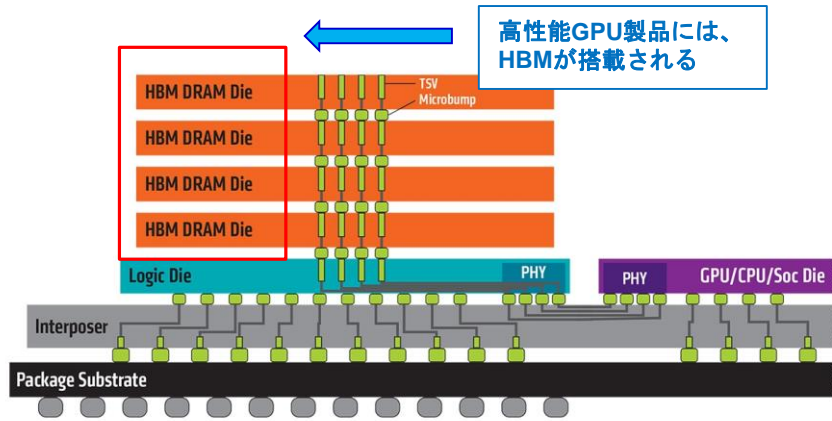 高性能GPU製品には、
HBMが搭載される
HBM DRAM Die
TSV
Microbump
HBM DRAM Die
HBM DRAM Die
HBM DRAM Die
Logic Die
PHY
PHY
GPU/CPU/Soc Die
Interposer
Package Substrate